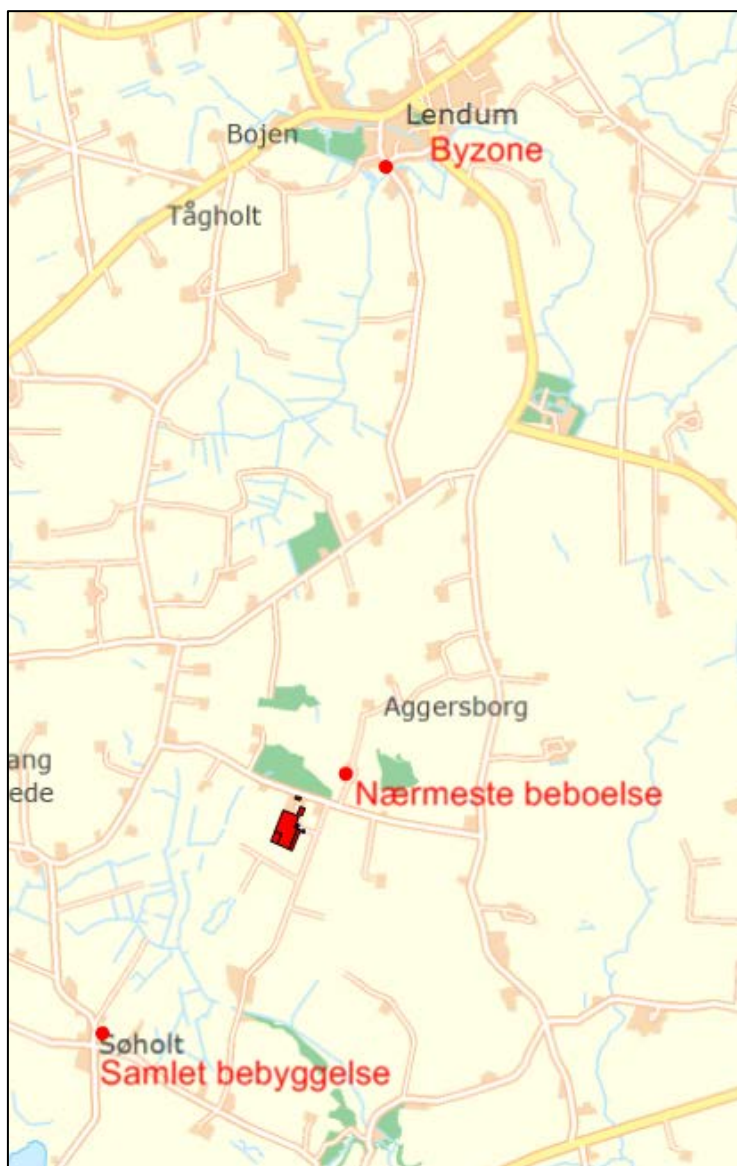 Lendum
Bojen
Byzone
Tågholt
Aggersborg
ang
ede
Nærmeste beboelse
Søholt
Samlet bebyggelse